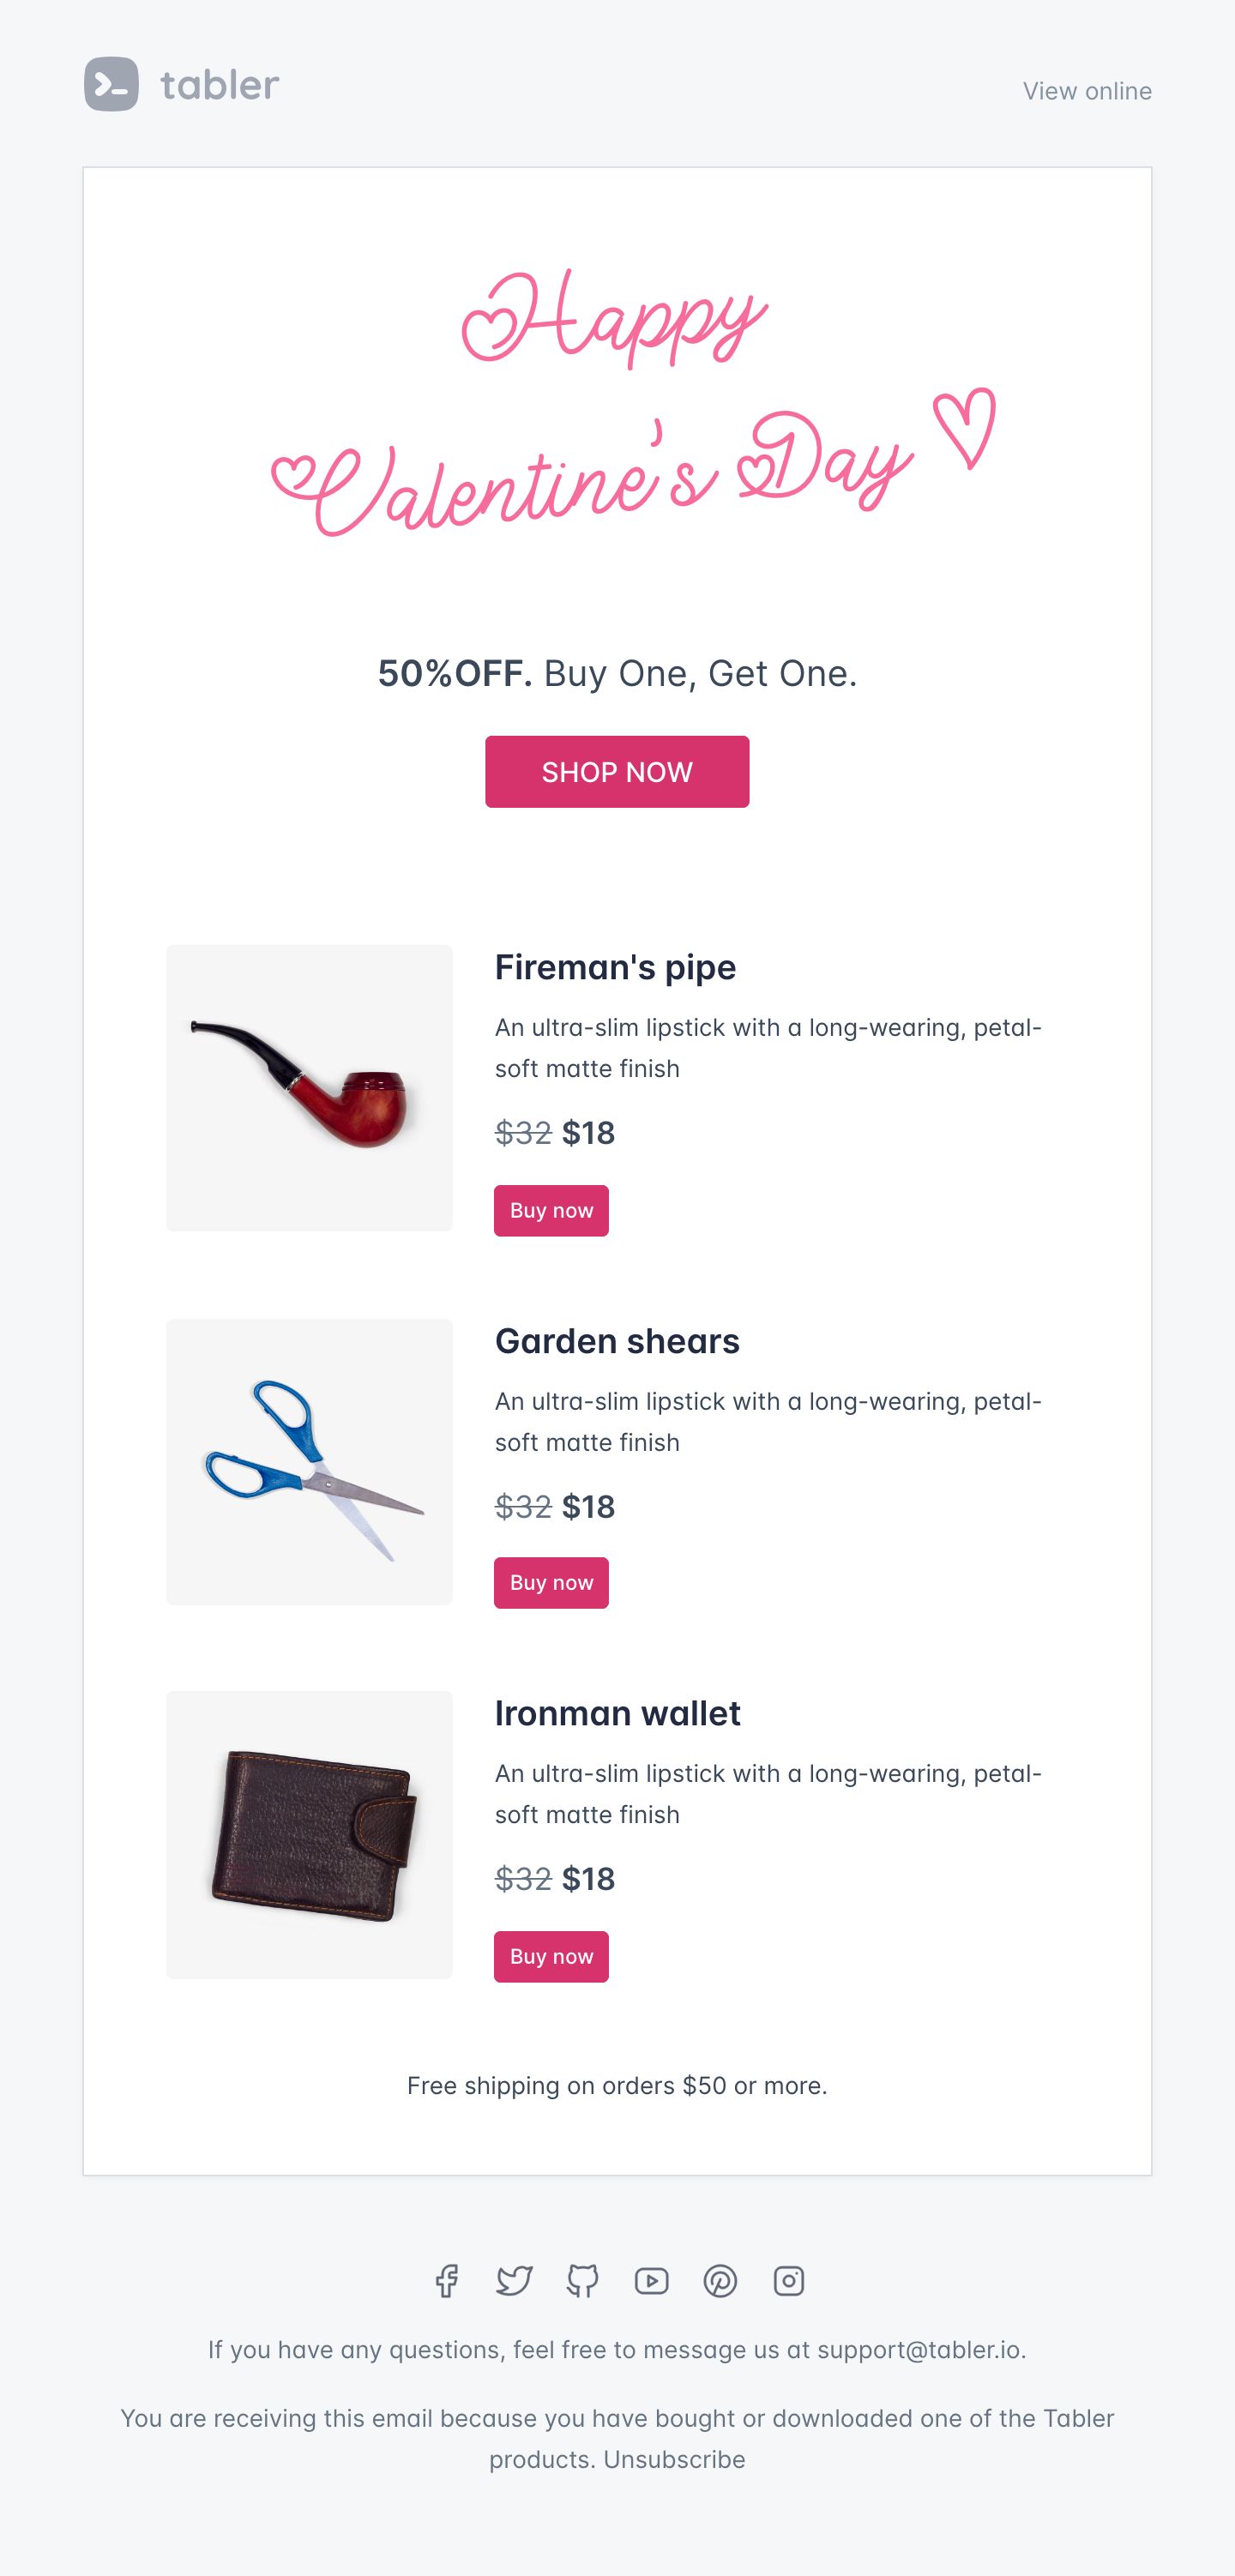 tabler
View online
Happy
Valentine's Day
50%OFF. Buy One, Get One.
SHOP NOW
Fireman's pipe
An ultra-slim lipstick with a long-wearing, petal-
soft matte finish
$32 $18
Buy now
Garden shears
An ultra-slim lipstick with a long-wearing, petal-
soft matte finish
$32 $18
Buy now
Ironman wallet
An ultra-slim lipstick with a long-wearing, petal-
soft matte finish
$32 $18
Buy now
Free shipping on orders $50 or more.
If you have any questions, feel free to message us at support@tabler.io.
You are receiving this email because you have bought or downloaded one of the Tabler
products. Unsubscribe